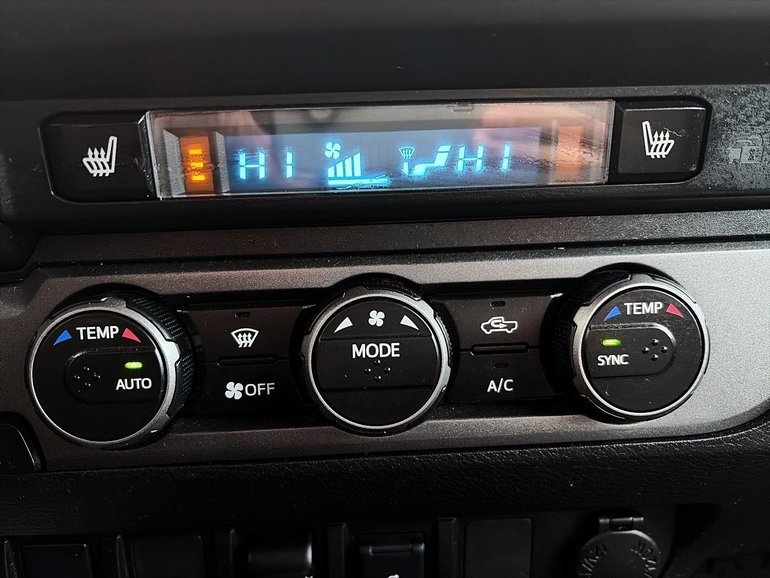 HI HI
TEMP TEMP
MODE
AUTO SYNC
OFF A/C